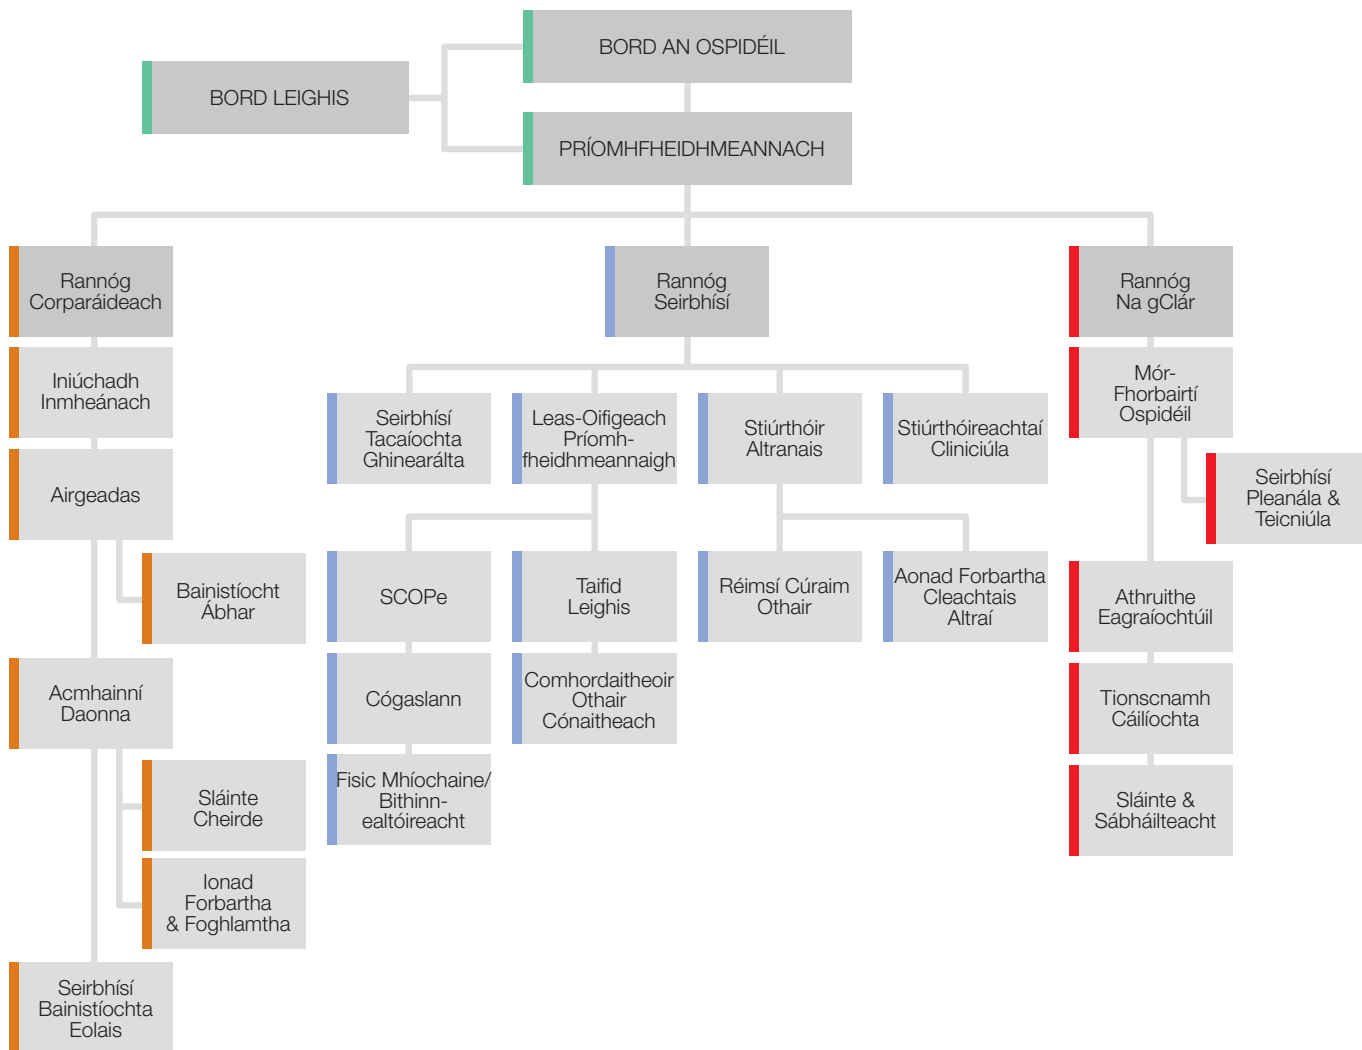 BORD AN OSPIDÉIL
BORD LEIGHIS
PRÍOMHFHEIDHMEANNACH
Rannóg
Corparáideach
Iniúchadh
Inmheánach
Airgeadas
Bainistíocht
Ábhar
Acmhainní
Daonna
Sláinte
Cheirde
Ionad
Forbartha
& Foghlamtha
Seirbhísí
Bainistíochta
Eolais
Rannóg
Seirbhísí
Seirbhísí
Tacaíochta
Ghinearálta
Leas-Oifigeach
Príomh-
fheidhmeannaigh
Stiúrthóir
Altranais
Stiúrthóireachtaí
Cliniciúla
SCOPe
Cógaslann
Fisic Mhíochaine/
Bithinn-
ealtóireacht
Taifid
Leighis
Comhordaitheoir
Othair
Cónaitheach
Réimsí Cúraim
Othair
Aonad Forbartha
Cleachtais
Altraí
Rannóg
Na gClár
Mór-
Fhorbairtí
Ospidéil
Seirbhísí
Pleanála &
Teicniúla
Athruithe
Eagraíochtúil
Tionscnamh
Cáilíochta
Sláinte &
Sábháilteacht